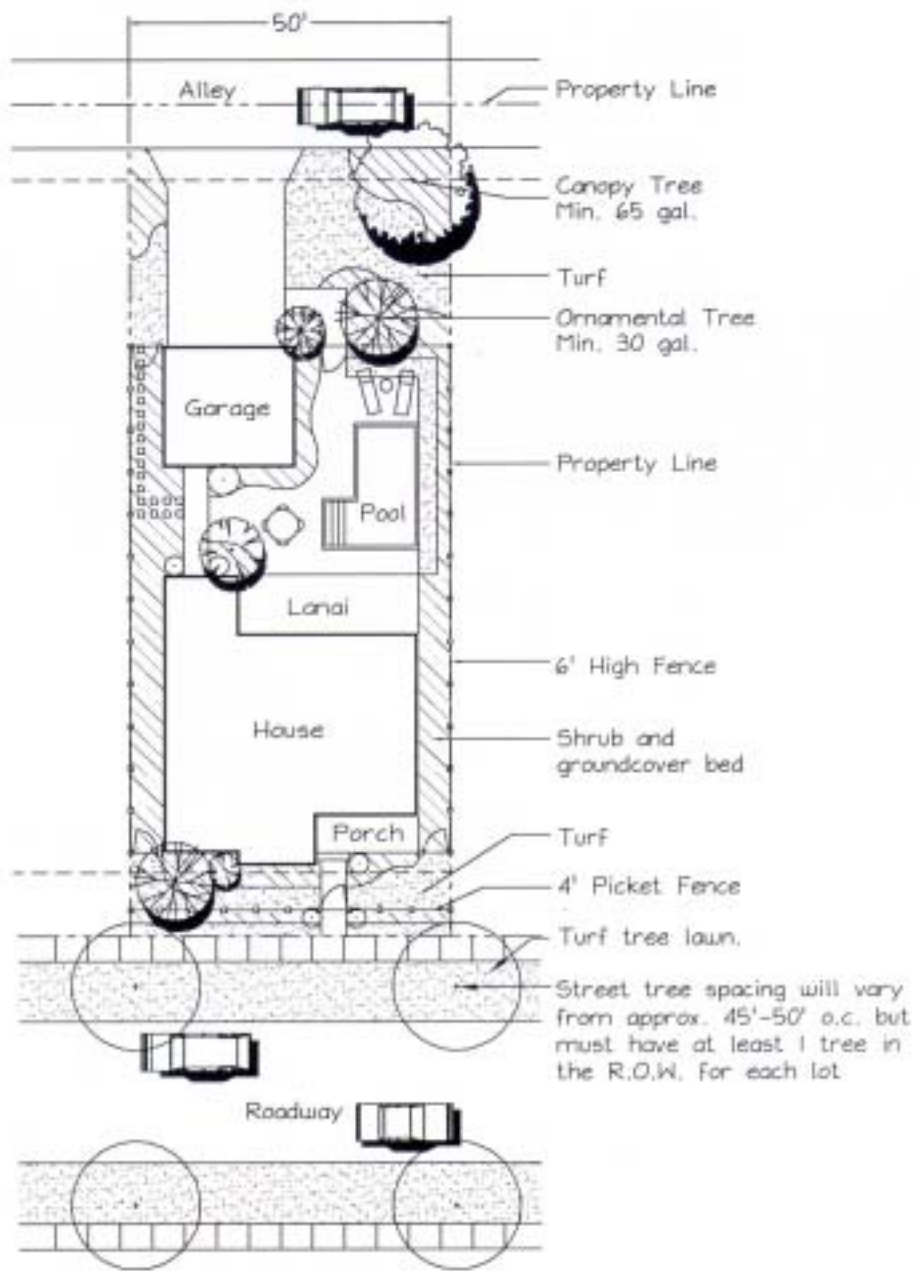 50'
Alley
Property Line
Canopy Tree
Min. 65 gal.
Turf
Ornamental Tree
Min. 30 gal.
Garage
Property Line
Pool
Lanai
6' High Fence
House
Shrub and
groundcover bed
Porch
Turf
4' Picket Fence
Turf tree lawn.
Street tree spacing will vary
from approx. 45'-50' o.c. but
must have at least 1 tree in
the R.O.W. for each lot
Roadway